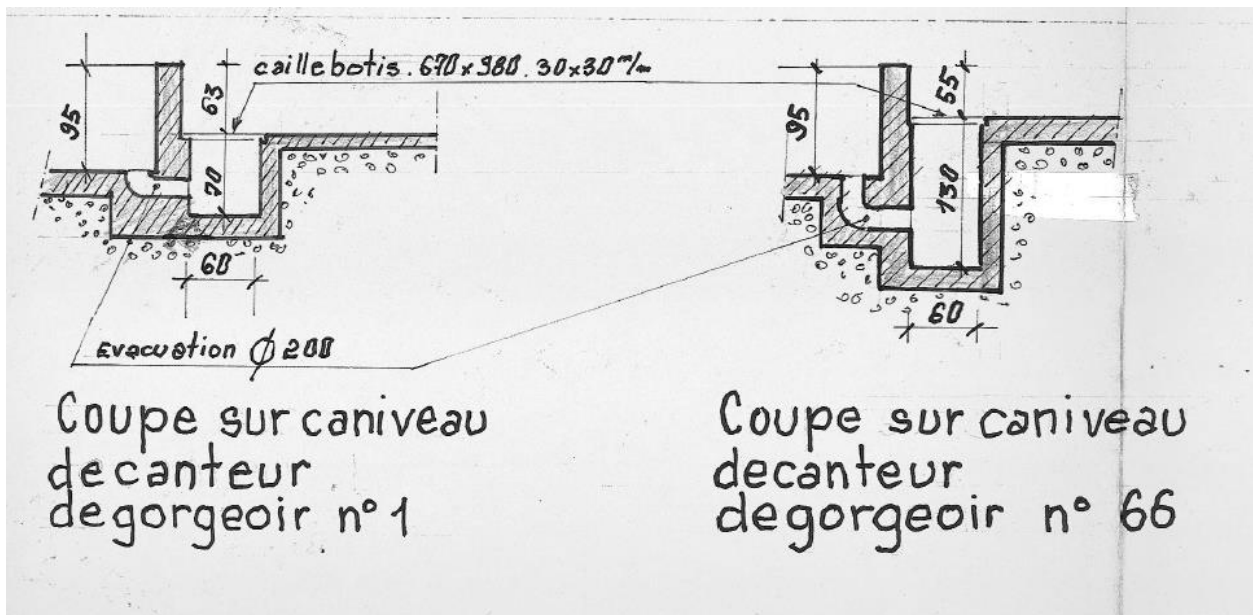 caillebotis. 670x980. 30x30 m/m
95
63
70
60
Evacuation Ø 200
95
55
130
60
Coupe sur caniveau
decanteur
degorgeoir n° 1
Coupe sur caniveau
decanteur
degorgeoir n° 66